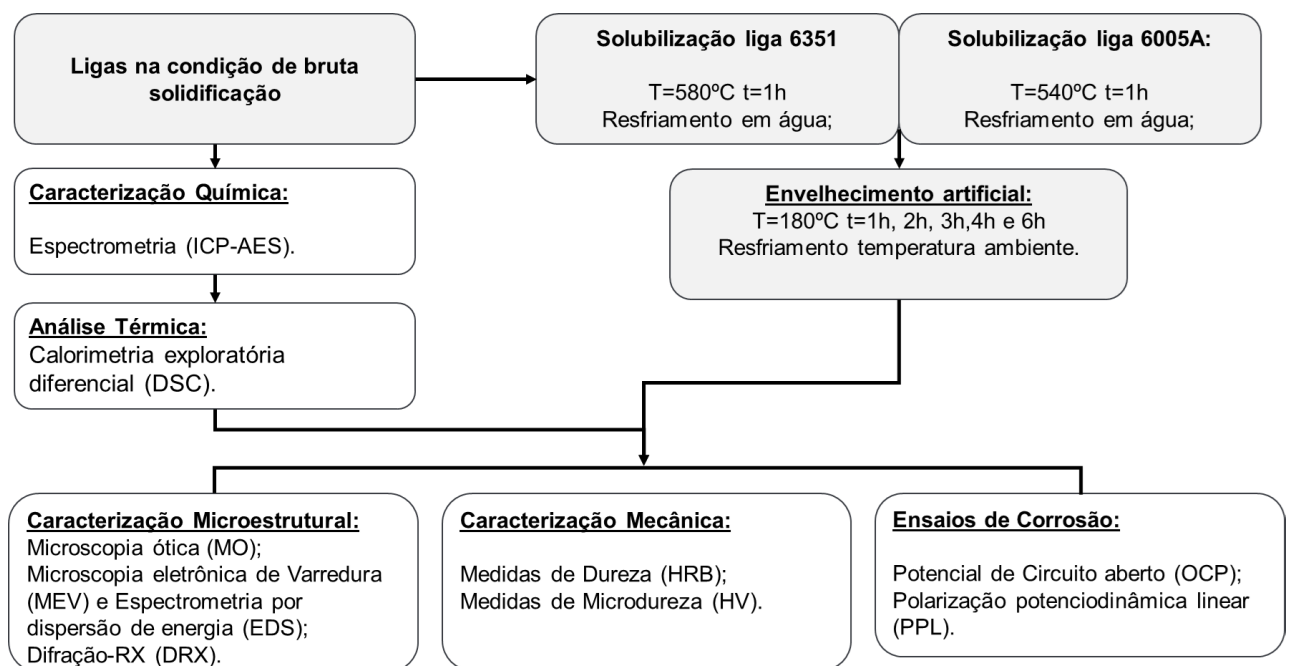 Ligas na condição de bruta
solidificação
Solubilização liga 6351
T=580ºC t=1h
Resfriamento em água;
Solubilização liga 6005A:
T=540ºC t=1h
Resfriamento em água;
Caracterização Química:
Espectrometria (ICP-AES).
Envelhecimento artificial:
T=180ºC t=1h, 2h, 3h,4h e 6h
Resfriamento temperatura ambiente.
Análise Térmica:
Calorimetria exploratória
diferencial (DSC).
Caracterização Microestrutural:
Microscopia ótica (MO);
Microscopia eletrônica de Varredura
(MEV) e Espectrometria por
dispersão de energia (EDS);
Difração-RX (DRX).
Caracterização Mecânica:
Medidas de Dureza (HRB);
Medidas de Microdureza (HV).
Ensaios de Corrosão:
Potencial de Circuito aberto (OCP);
Polarização potenciodinâmica linear
(PPL).